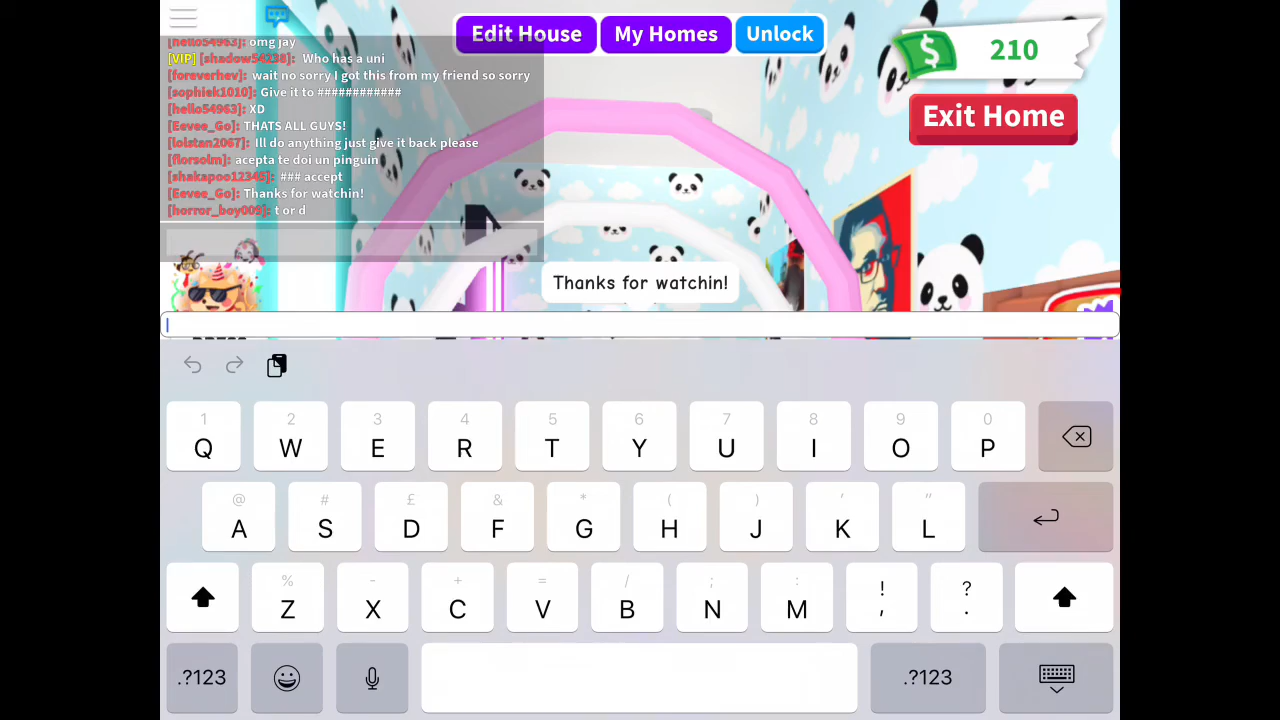 Edit House
My Homes
Unlock
210
Exit Home
[hello54963]: omg jay
[VIP] [shadow54238]: Who has a uni
[foreverhev]: wait no sorry I got this from my friend so sorry
[sophiek1010]: Give it to ############
[hello54963]: XD
[Eevee_Go]: THATS ALL GUYS!
[lolstan2067]: Ill do anything just give it back please
[florsolm]: acepta te doi un pinguin
[shakapoo12345]: ### accept
[Eevee_Go]: Thanks for watchin!
[horror_boy009]: t or d
Thanks for watchin!
1 2 3 4 5 6 7 8 9 0
Q W E R T Y U I O P
@ # £ & * ( ) ' "
A S D F G H J K L
% - + = / ; : ! ?
Z X C V B N M , .
.?123 .?123